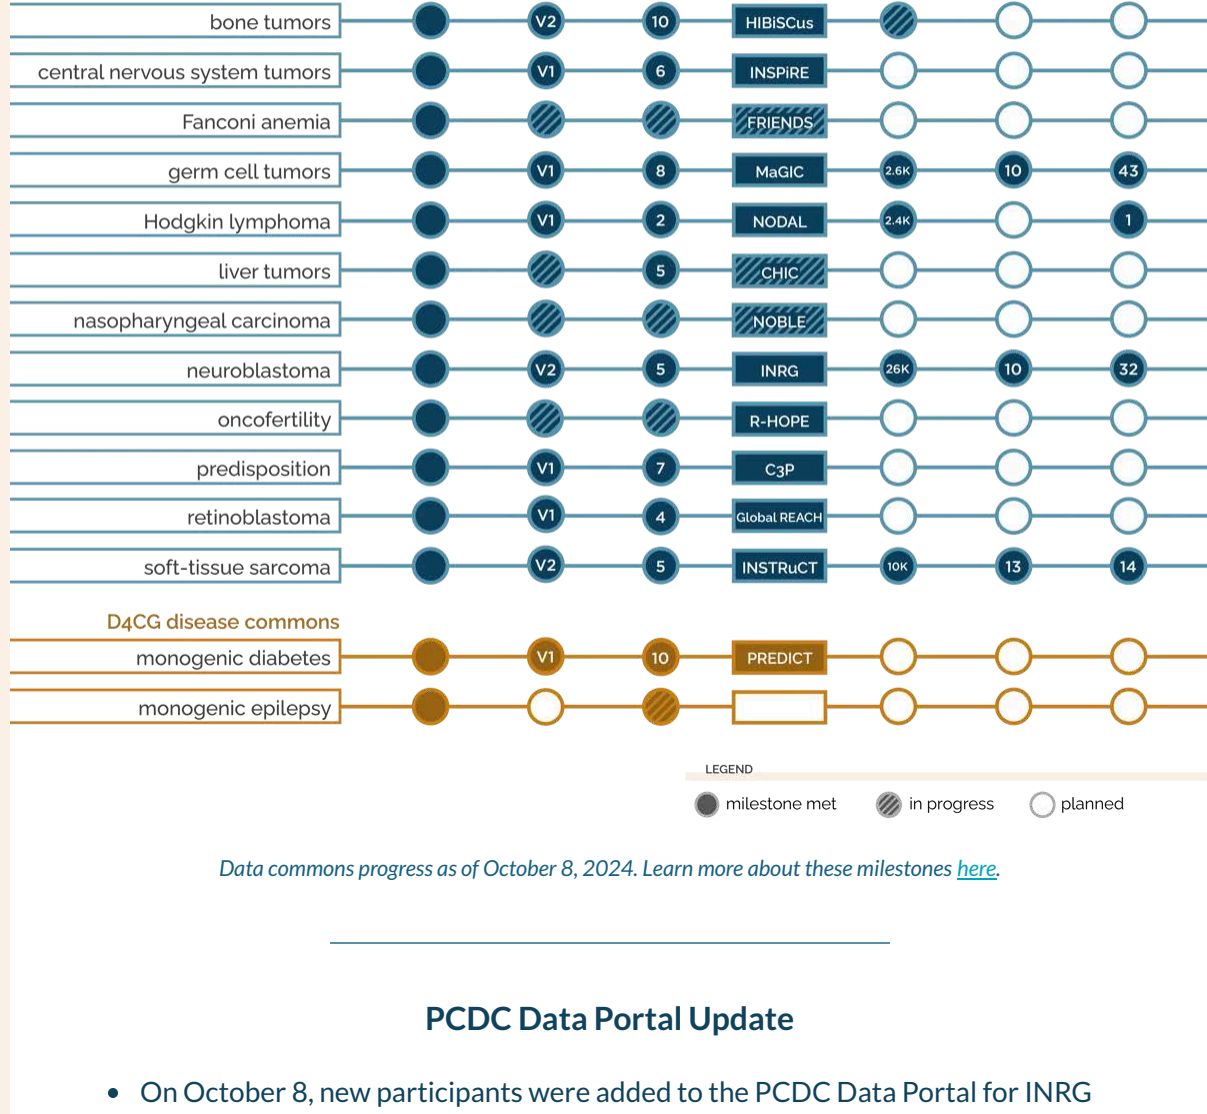 bone tumors V2 10 HIBiSCus
central nervous system tumors V1 6 INSPiRE
Fanconi anemia FRIENDS
germ cell tumors V1 8 MaGIC 2.6K 10 43
Hodgkin lymphoma V1 2 NODAL 2.4K 1
liver tumors 5 CHIC
nasopharyngeal carcinoma NOBLE
neuroblastoma V2 5 INRG 26K 10 32
oncofertility R-HOPE
predisposition V1 7 C3P
retinoblastoma V1 4 Global REACH
soft-tissue sarcoma V2 5 INSTRuCT 10K 13 14
D4CG disease commons
monogenic diabetes V1 10 PREDICT
monogenic epilepsy
LEGEND
milestone met in progress planned
Data commons progress as of October 8, 2024. Learn more about these milestones here.
PCDC Data Portal Update
• On October 8, new participants were added to the PCDC Data Portal for INRG